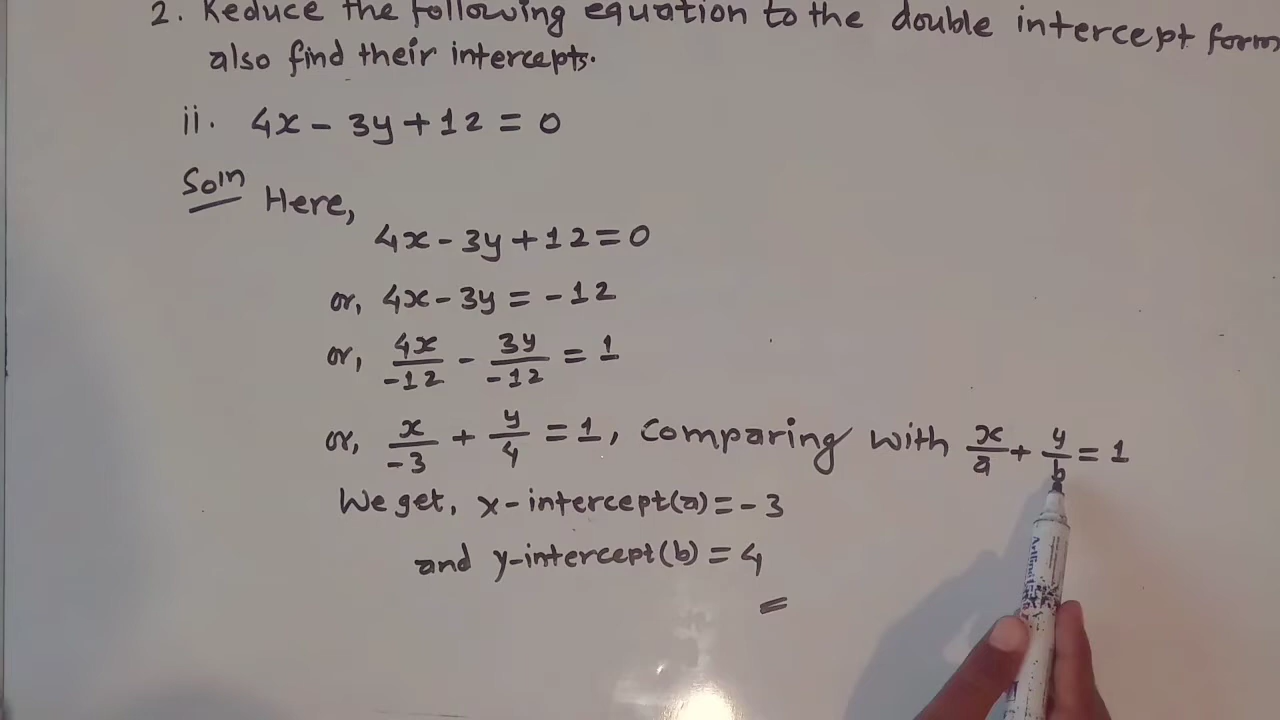 2. Reduce the following equation to the double intercept form
also find their intercepts.
ii. 4x - 3y + 12 = 0
Soln Here,
4x - 3y + 12 = 0
or, 4x - 3y = -12
or, 4x/-12 - 3y/-12 = 1
or, x/-3 + y/4 = 1, Comparing with x/a + y/b = 1
We get, x-intercept(a) = -3
and y-intercept(b) = 4